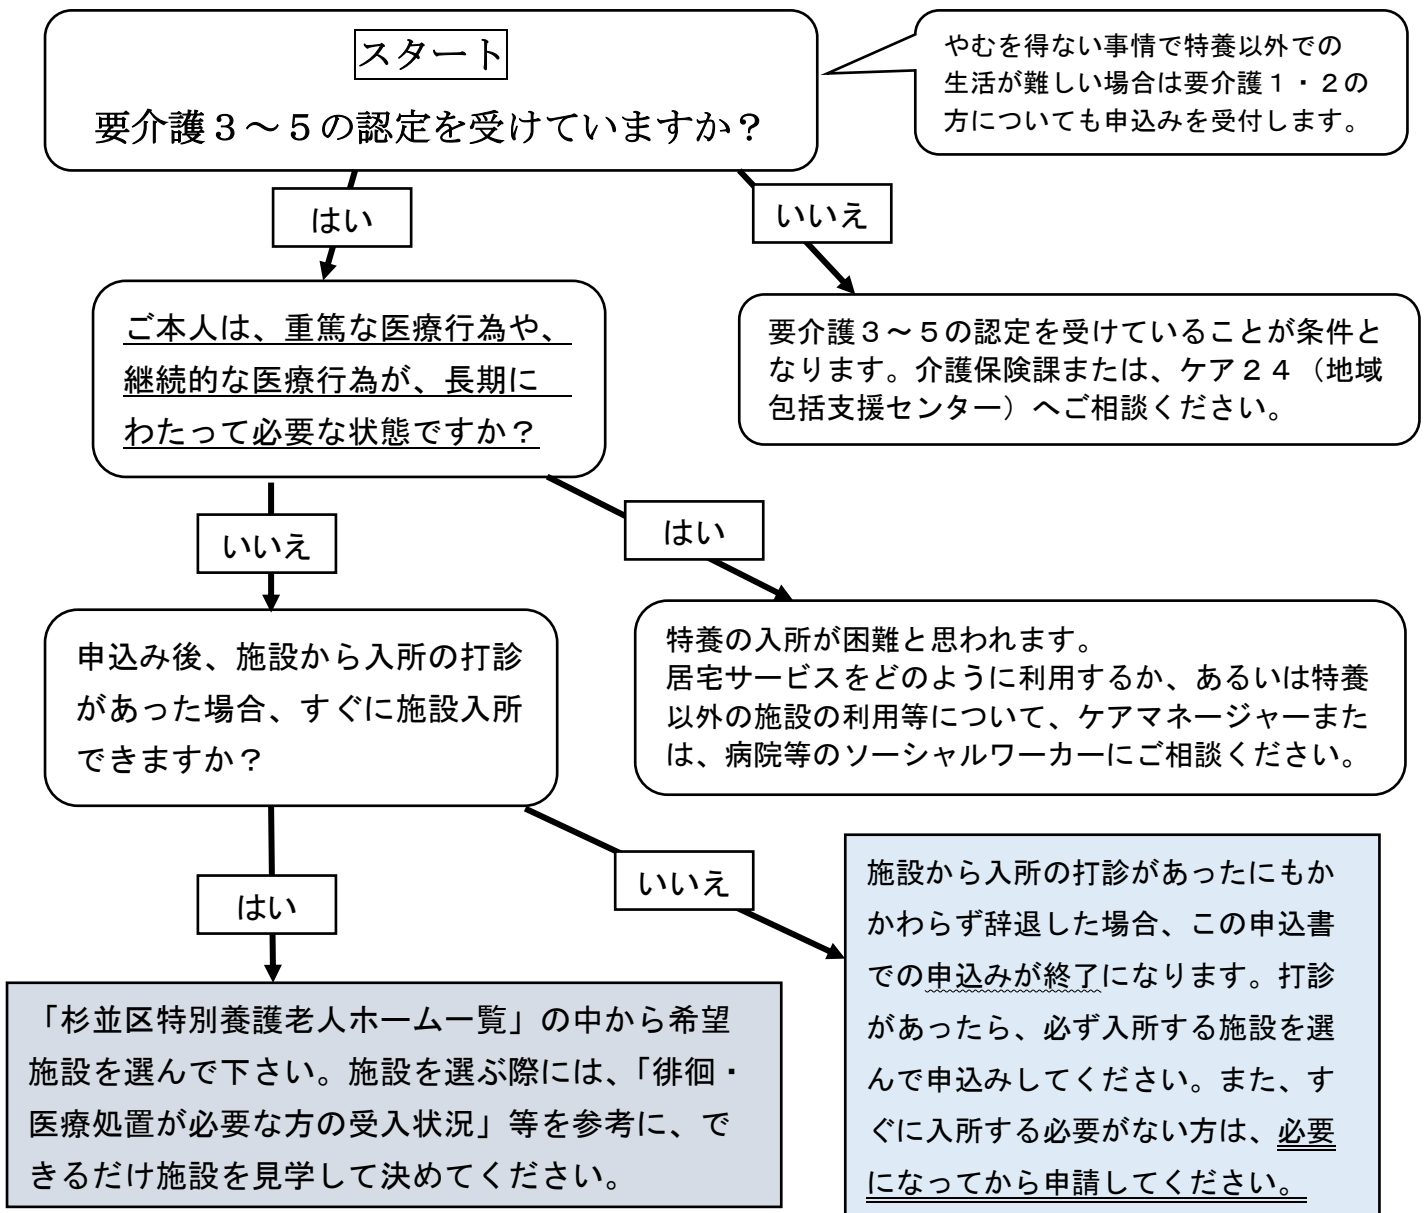 スタート
要介護３～５の認定を受けていますか？
やむを得ない事情で特養以外での
生活が難しい場合は要介護１・２の
方についても申込みを受付します。
はい
いいえ
ご本人は、重篤な医療行為や、
継続的な医療行為が、長期に
わたって必要な状態ですか？
要介護３～５の認定を受けていることが条件と
なります。介護保険課または、ケア２４（地域
包括支援センター）へご相談ください。
いいえ
はい
申込み後、施設から入所の打診
があった場合、すぐに施設入所
できますか？
特養の入所が困難と思われます。
居宅サービスをどのように利用するか、あるいは特養
以外の施設の利用等について、ケアマネージャーまた
は、病院等のソーシャルワーカーにご相談ください。
はい
いいえ
「杉並区特別養護老人ホーム一覧」の中から希望
施設を選んで下さい。施設を選ぶ際には、「徘徊・
医療処置が必要な方の受入状況」等を参考に、で
きるだけ施設を見学して決めてください。
施設から入所の打診があったにもか
かわらず辞退した場合、この申込書
での申込みが終了になります。打診
があったら、必ず入所する施設を選
んで申込みしてください。また、す
ぐに入所する必要がない方は、必要
になってから申請してください。